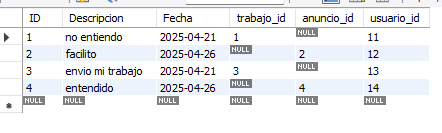 ID Descripcion Fecha trabajo_id anuncio_id usuario_id
1 no entiendo 2025-04-21 1 NULL 11
2 facilito 2025-04-26 NULL 2 12
3 envio mi trabajo 2025-04-21 3 NULL 13
4 entendido 2025-04-26 NULL 4 14
NULL NULL NULL NULL NULL NULL